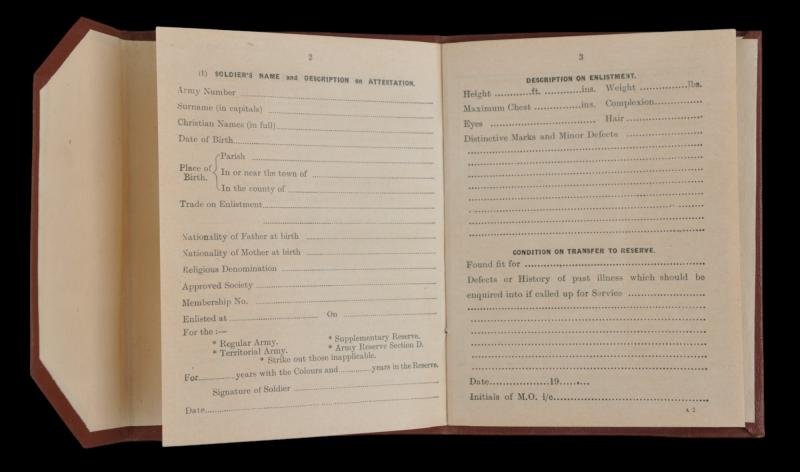 2
(1) SOLDIER'S NAME and DESCRIPTION on ATTESTATION.
Army Number
Surname (in capitals)
Christian Names (in full)
Date of Birth
Place of Birth.
Parish
In or near the town of
In the county of
Trade on Enlistment
Nationality of Father at birth
Nationality of Mother at birth
Religious Denomination
Approved Society
Membership No.
Enlisted at On
For the :—
* Regular Army. * Supplementary Reserve.
* Territorial Army. * Army Reserve Section D.
* Strike out those inapplicable.
For years with the Colours and years in the Reserve.
Signature of Soldier
Date
3
DESCRIPTION ON ENLISTMENT.
Height ft. ins. Weight lbs.
Maximum Chest ins. Complexion
Eyes Hair
Distinctive Marks and Minor Defects
CONDITION ON TRANSFER TO RESERVE.
Found fit for
Defects or History of past illness which should be
enquired into if called up for Service
Date 19
Initials of M.O. i/c
A 2